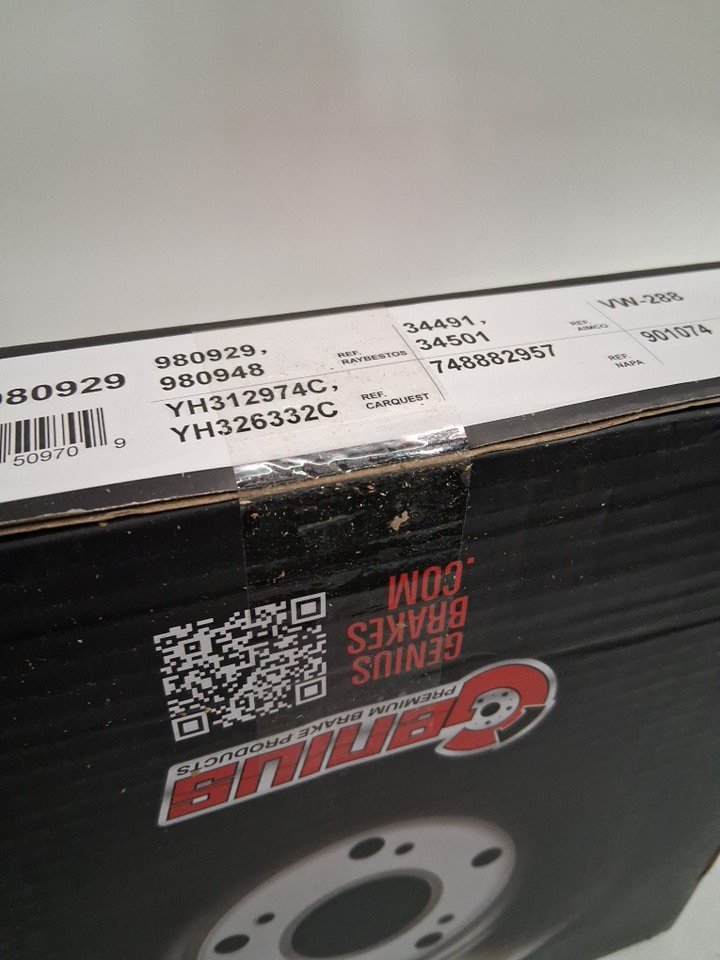 980929
50970 9
980929,
980948
REF.
RAYBESTOS
34491,
34501
REF.
AIMCO
VW-288
YH312974C,
YH326332C
REF.
CARQUEST
748882957
REF.
NAPA
901074
GENIUS
BRAKES
.COM
Genius
PREMIUM BRAKE PRODUCTS